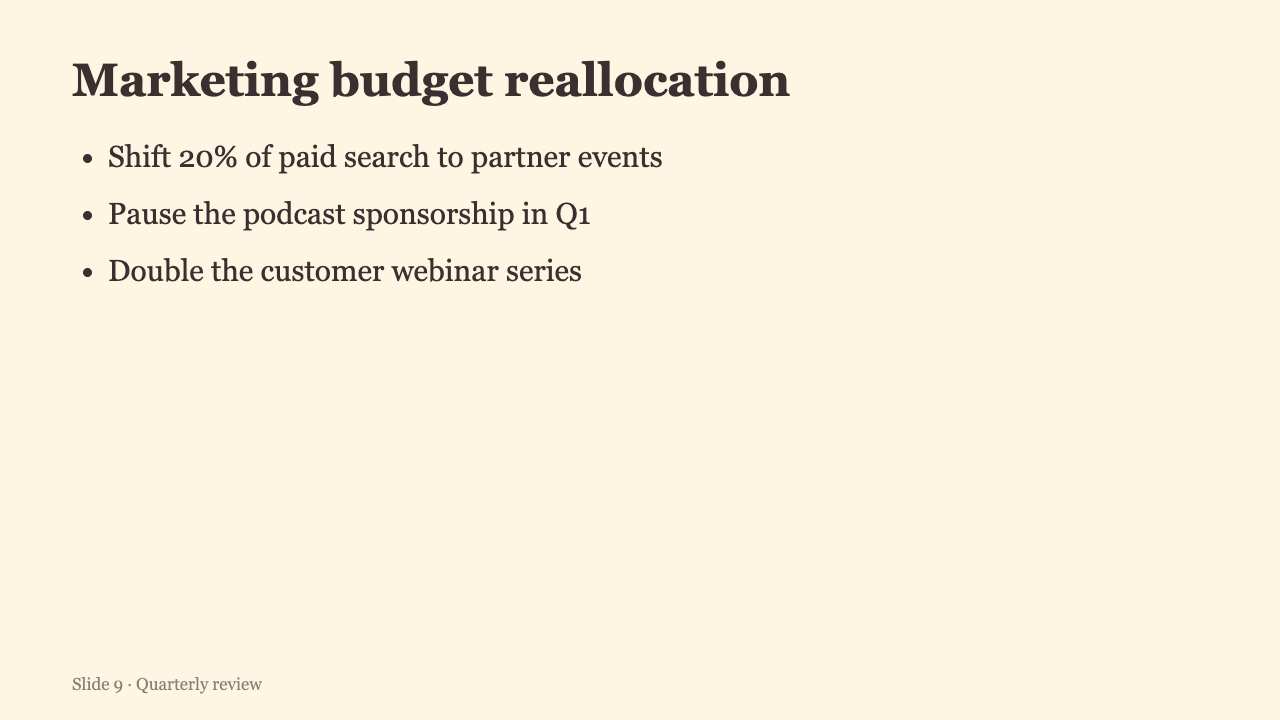 Marketing budget reallocation
• Shift 20% of paid search to partner events
• Pause the podcast sponsorship in Q1
• Double the customer webinar series
Slide 9 · Quarterly review